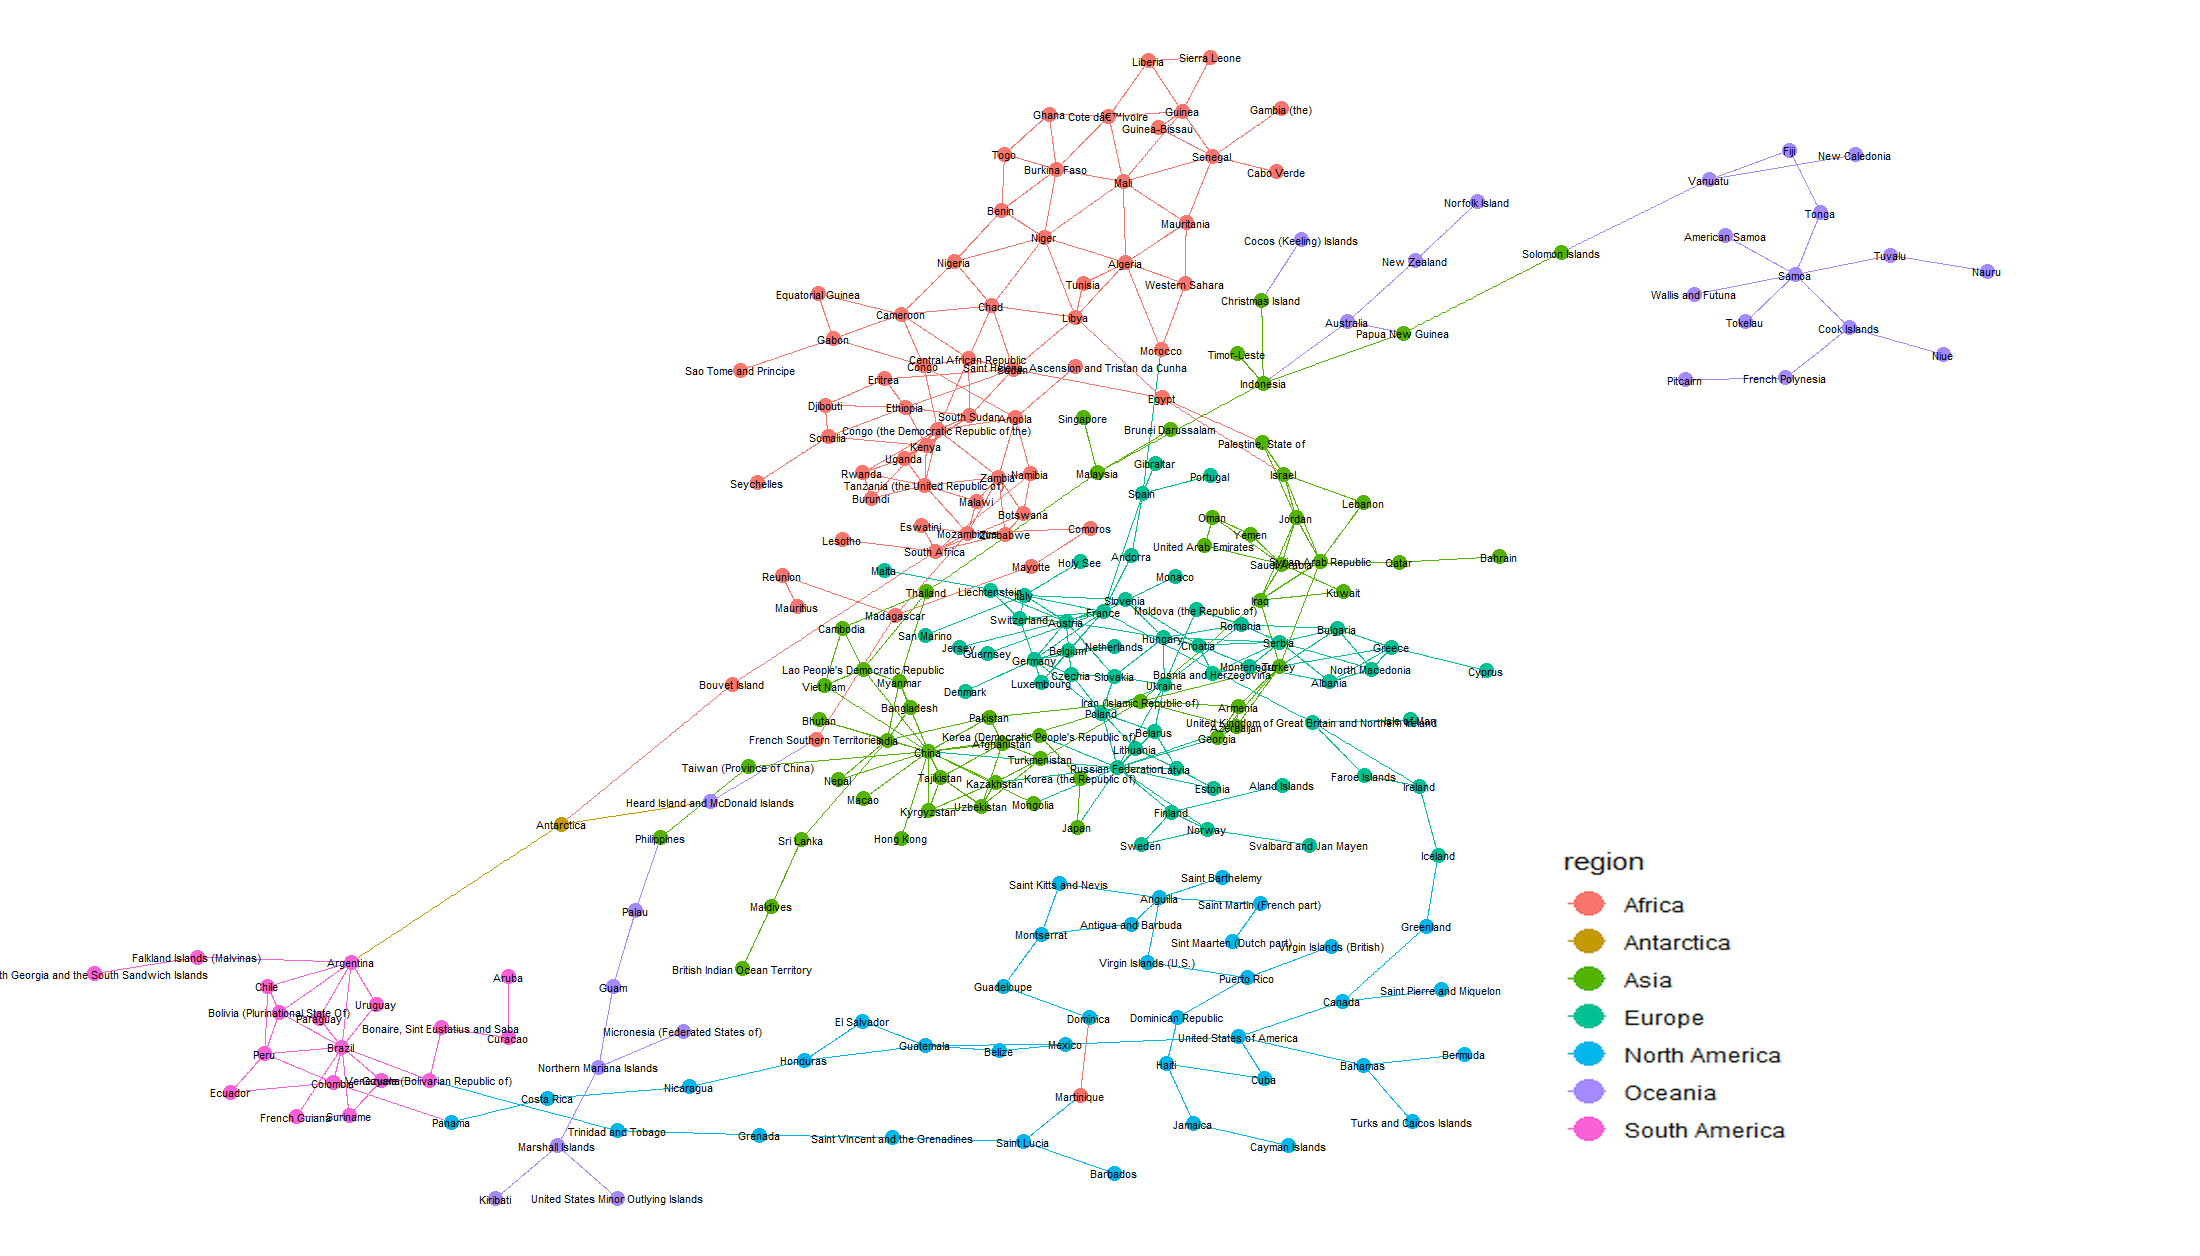 Liberia
Sierra Leone
Ghana
Cote dâ€™Ivoire
Guinea
Gambia (the)
Guinea-Bissau
Togo
Senegal
Burkina Faso
Mali
Cabo Verde
Benin
Mauritania
Niger
Nigeria
Algeria
Tunisia
Western Sahara
Equatorial Guinea
Chad
Cameroon
Libya
Gabon
Morocco
Central African Republic
Congo
Saint Helena, Ascension and Tristan da Cunha
Sudan
Sao Tome and Principe
Eritrea
Egypt
Djibouti
Ethiopia
South Sudan
Angola
Somalia
Congo (the Democratic Republic of the)
Kenya
Uganda
Rwanda
Seychelles
Zambia
Namibia
Tanzania (the United Republic of)
Burundi
Malawi
Botswana
Eswatini
Mozambique
Zimbabwe
Comoros
Lesotho
South Africa
Mayotte
Reunion
Mauritius
Madagascar
Bouvet Island
French Southern Territories
Fiji
New Caledonia
Vanuatu
Norfolk Island
Tonga
American Samoa
Cocos (Keeling) Islands
New Zealand
Solomon Islands
Tuvalu
Nauru
Samoa
Wallis and Futuna
Christmas Island
Australia
Tokelau
Cook Islands
Papua New Guinea
Timor-Leste
Niue
Indonesia
Pitcairn
French Polynesia
Singapore
Brunei Darussalam
Palestine, State of
Malaysia
Gibraltar
Portugal
Israel
Spain
Lebanon
Oman
Jordan
Yemen
United Arab Emirates
Andorra
Holy See
Saudi Arabia
Syrian Arab Republic
Qatar
Bahrain
Malta
Monaco
Thailand
Liechtenstein
Italy
Slovenia
Iraq
Kuwait
France
Moldova (the Republic of)
Switzerland
Austria
Romania
Bulgaria
Cambodia
San Marino
Jersey
Guernsey
Belgium
Netherlands
Hungary
Croatia
Serbia
Greece
Germany
Montenegro
Turkey
North Macedonia
Cyprus
Lao People's Democratic Republic
Viet Nam
Myanmar
Czechia
Slovakia
Bosnia and Herzegovina
Luxembourg
Ukraine
Albania
Denmark
Bangladesh
Iran (Islamic Republic of)
Poland
Armenia
Bhutan
Pakistan
United Kingdom of Great Britain and Northern Ireland
Isle of Man
Azerbaijan
India
Korea (Democratic People's Republic of)
Afghanistan
Belarus
Georgia
China
Lithuania
Turkmenistan
Taiwan (Province of China)
Nepal
Tajikistan
Kazakhstan
Korea (the Republic of)
Russian Federation
Latvia
Faroe Islands
Ireland
Estonia
Aland Islands
Macao
Kyrgyzstan
Uzbekistan
Mongolia
Heard Island and McDonald Islands
Antarctica
Philippines
Sri Lanka
Hong Kong
Japan
Finland
Norway
Sweden
Svalbard and Jan Mayen
Iceland
Saint Kitts and Nevis
Saint Barthelemy
Anguilla
Saint Martin (French part)
Maldives
Palau
Antigua and Barbuda
Montserrat
Greenland
Sint Maarten (Dutch part)
Virgin Islands (British)
Falkland Islands (Malvinas)
Argentina
th Georgia and the South Sandwich Islands
British Indian Ocean Territory
Virgin Islands (U.S.)
Puerto Rico
Aruba
Chile
Guam
Guadeloupe
Saint Pierre and Miquelon
Canada
Uruguay
Bolivia (Plurinational State Of)
Paraguay
Bonaire, Sint Eustatius and Saba
Curacao
El Salvador
Micronesia (Federated States of)
Dominica
Dominican Republic
United States of America
Brazil
Peru
Guatemala
Belize
Mexico
Honduras
Haiti
Bahamas
Bermuda
Northern Mariana Islands
Colombia
Guyana
Venezuela (Bolivarian Republic of)
Cuba
Ecuador
Nicaragua
Costa Rica
Martinique
French Guiana
Suriname
Panama
Jamaica
Turks and Caicos Islands
Trinidad and Tobago
Grenada
Saint Vincent and the Grenadines
Saint Lucia
Marshall Islands
Cayman Islands
Barbados
Kiribati
United States Minor Outlying Islands
region
Africa
Antarctica
Asia
Europe
North America
Oceania
South America